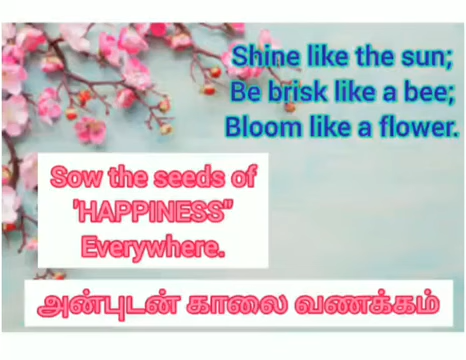 Shine like the sun;
Be brisk like a bee;
Bloom like a flower.
Sow the seeds of
'HAPPINESS"
Everywhere.
அன்புடன் காலை வணக்கம்